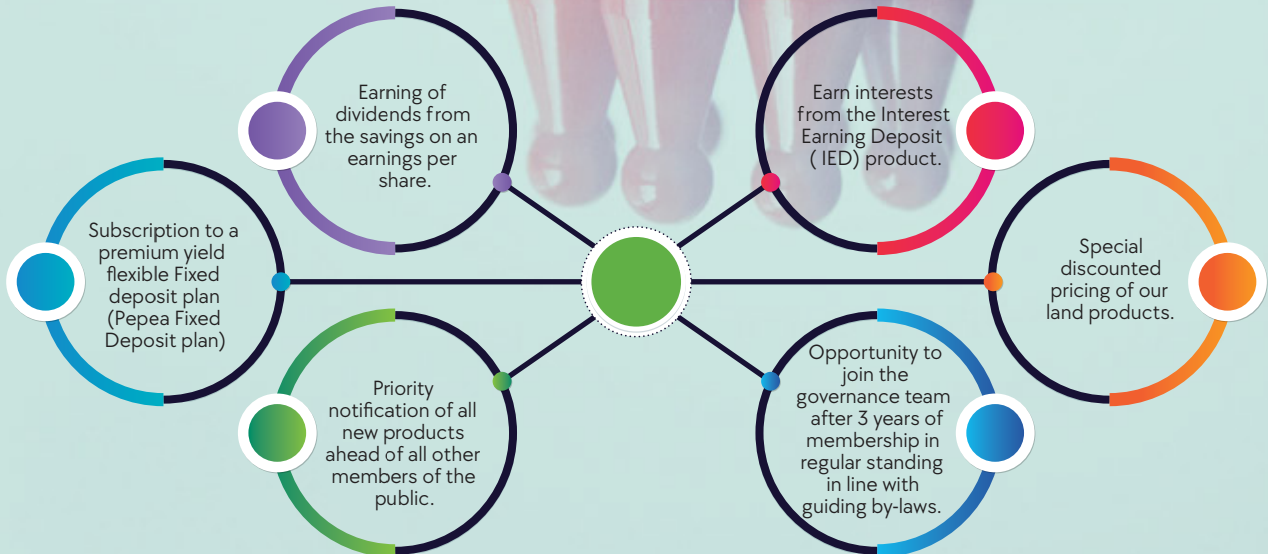 Earning of
dividends from
the savings on an
earnings per
share.
Earn interests
from the Interest
Earning Deposit
( IED) product.
Subscription to a
premium yield
flexible Fixed
deposit plan
(Pepea Fixed
Deposit plan)
Special
discounted
pricing of our
land products.
Priority
notification of all
new products
ahead of all other
members of the
public.
Opportunity to
join the
governance team
after 3 years of
membership in
regular standing
in line with
guiding by-laws.